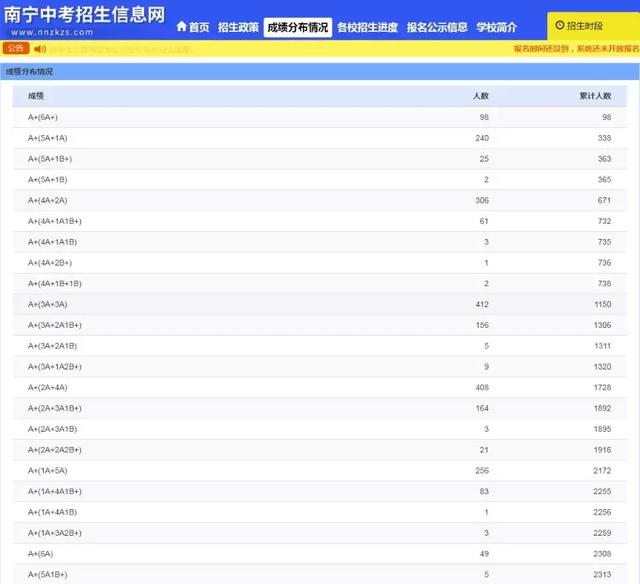 南宁中考招生信息网
www.nnzkzs.com
首页 招生政策 成绩分布情况 各校招生进度 报名公示信息 学校简介
招生时段
公告
报名时间还没到，系统还未开放报名
成绩分布情况
成绩 人数 累计人数
A+(6A+) 98 98
A+(5A+1A) 240 338
A+(5A+1B+) 25 363
A+(5A+1B) 2 365
A+(4A+2A) 306 671
A+(4A+1A1B+) 61 732
A+(4A+1A1B) 3 735
A+(4A+2B+) 1 736
A+(4A+1B+1B) 2 738
A+(3A+3A) 412 1150
A+(3A+2A1B+) 156 1306
A+(3A+2A1B) 5 1311
A+(3A+1A2B+) 9 1320
A+(2A+4A) 408 1728
A+(2A+3A1B+) 164 1892
A+(2A+3A1B) 3 1895
A+(2A+2A2B+) 21 1916
A+(1A+5A) 256 2172
A+(1A+4A1B+) 83 2255
A+(1A+4A1B) 1 2256
A+(1A+3A2B+) 3 2259
A+(6A) 49 2308
A+(5A1B+) 5 2313